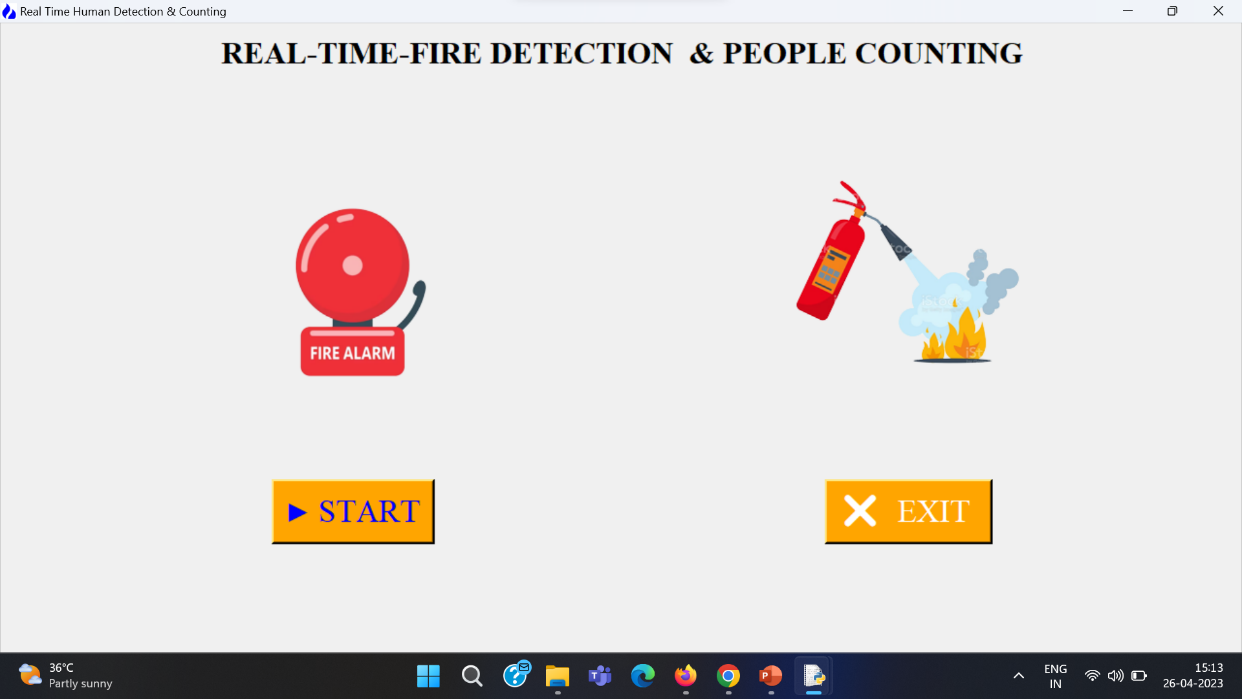 Real Time Human Detection & Counting
REAL-TIME-FIRE DETECTION & PEOPLE COUNTING
FIRE ALARM
► START
EXIT
36°C
Partly sunny
ENG
IN
15:13
26-04-2023